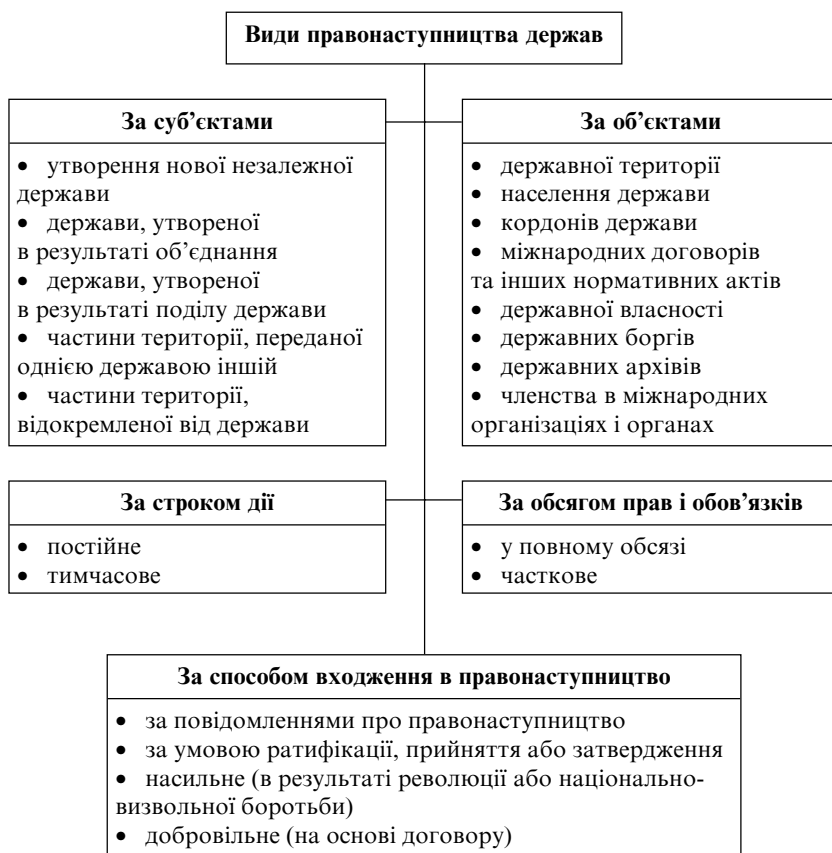 Види правонаступництва держав
За суб’єктами
• утворення нової незалежної
держави
• держави, утвореної
в результаті об’єднання
• держави, утвореної
в результаті поділу держави
• частини території, переданої
однією державою іншій
• частини території,
відокремленої від держави
За об’єктами
• державної території
• населення держави
• кордонів держави
• міжнародних договорів
та інших нормативних актів
• державної власності
• державних боргів
• державних архівів
• членства в міжнародних
організаціях і органах
За строком дії
• постійне
• тимчасове
За обсягом прав і обов’язків
• у повному обсязі
• часткове
За способом входження в правонаступництво
• за повідомленнями про правонаступництво
• за умовою ратифікації, прийняття або затвердження
• насильне (в результаті революції або національно-
визвольної боротьби)
• добровільне (на основі договору)